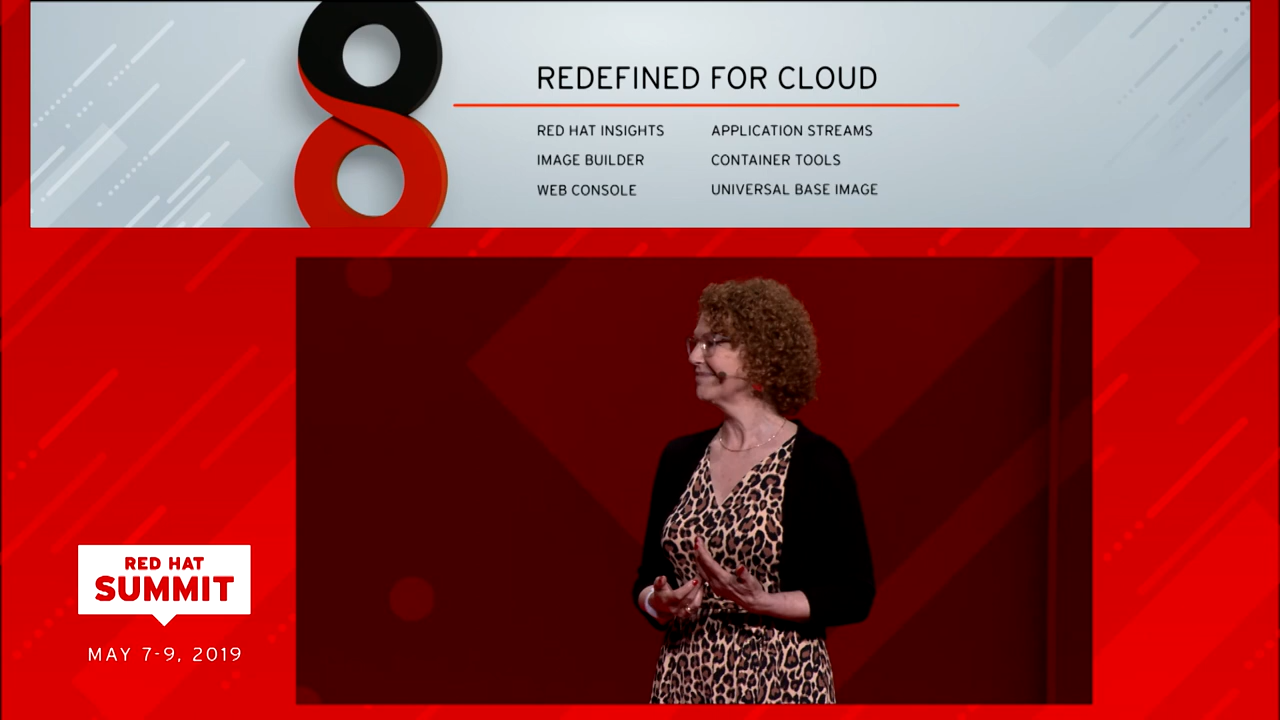 8
REDEFINED FOR CLOUD
RED HAT INSIGHTS APPLICATION STREAMS
IMAGE BUILDER CONTAINER TOOLS
WEB CONSOLE UNIVERSAL BASE IMAGE
RED HAT
SUMMIT
MAY 7-9, 2019